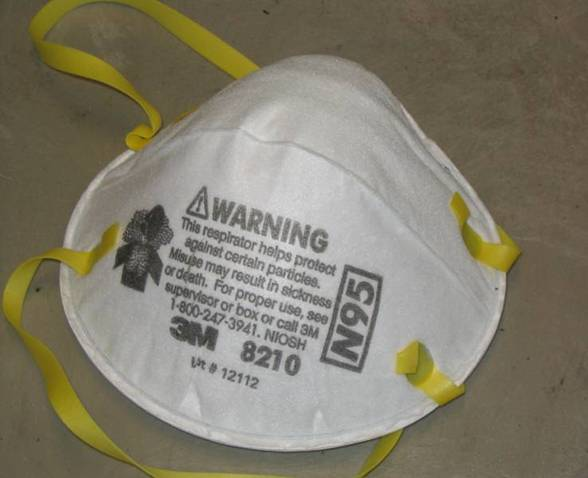 ⚠WARNING
This respirator helps protect
against certain particles.
Misuse may result in sickness
or death. For proper use, see
supervisor or box or call 3M
1-800-247-3941. NIOSH
3M 8210
N95
Lot # 12112